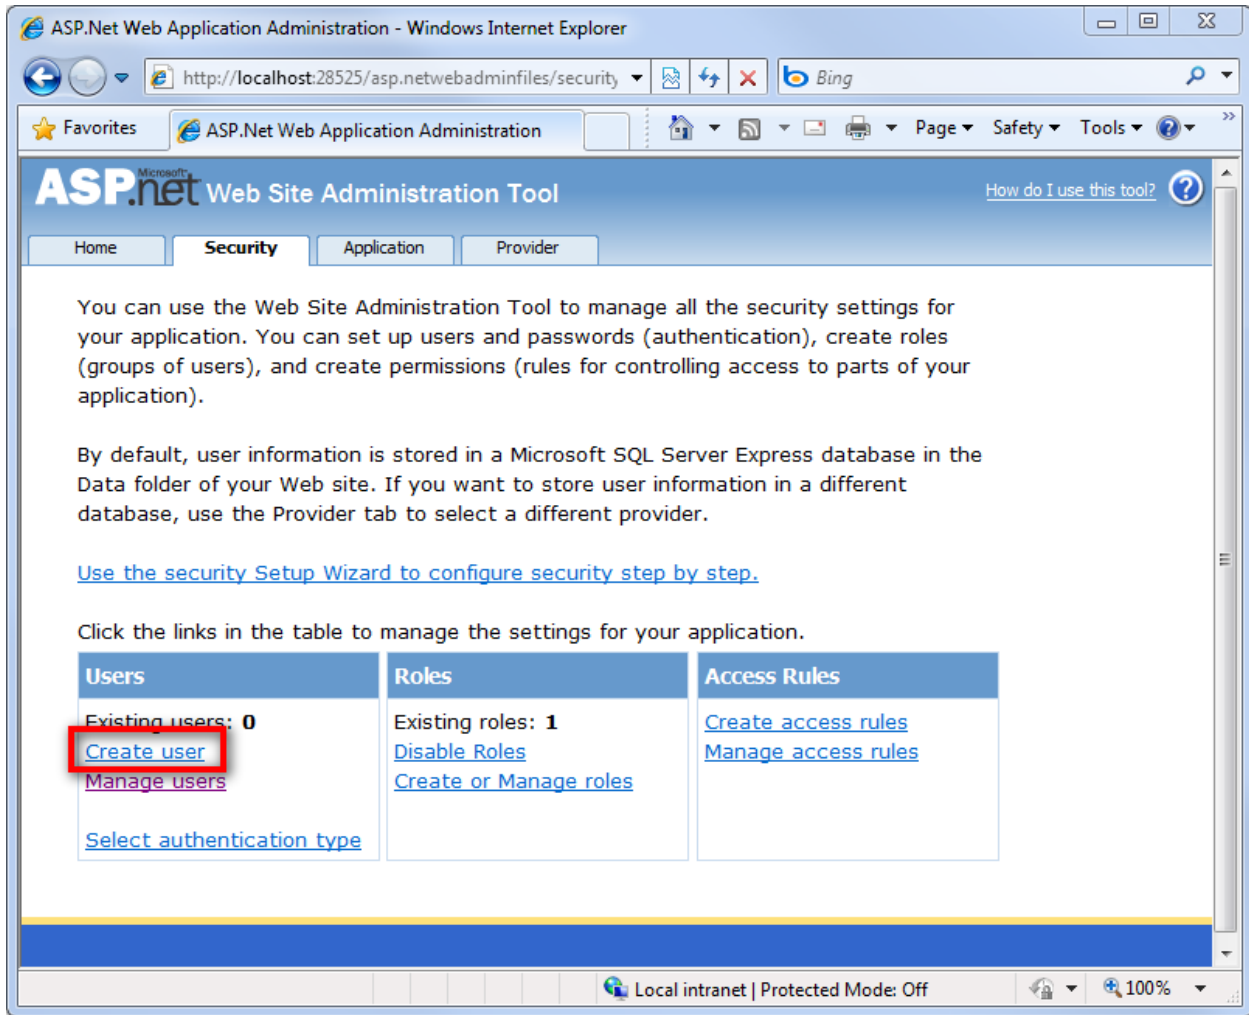 ASP.Net Web Application Administration - Windows Internet Explorer
http://localhost:28525/asp.netwebadminfiles/security
Bing
Favorites
ASP.Net Web Application Administration
Page
Safety
Tools
»
Microsoft
ASP.net Web Site Administration Tool
How do I use this tool?
Home
Security
Application
Provider
You can use the Web Site Administration Tool to manage all the security settings for
your application. You can set up users and passwords (authentication), create roles
(groups of users), and create permissions (rules for controlling access to parts of your
application).
By default, user information is stored in a Microsoft SQL Server Express database in the
Data folder of your Web site. If you want to store user information in a different
database, use the Provider tab to select a different provider.
Use the security Setup Wizard to configure security step by step.
Click the links in the table to manage the settings for your application.
Users
Existing users: 0
Create user
Manage users
Select authentication type
Roles
Existing roles: 1
Disable Roles
Create or Manage roles
Access Rules
Create access rules
Manage access rules
Local intranet | Protected Mode: Off
100%